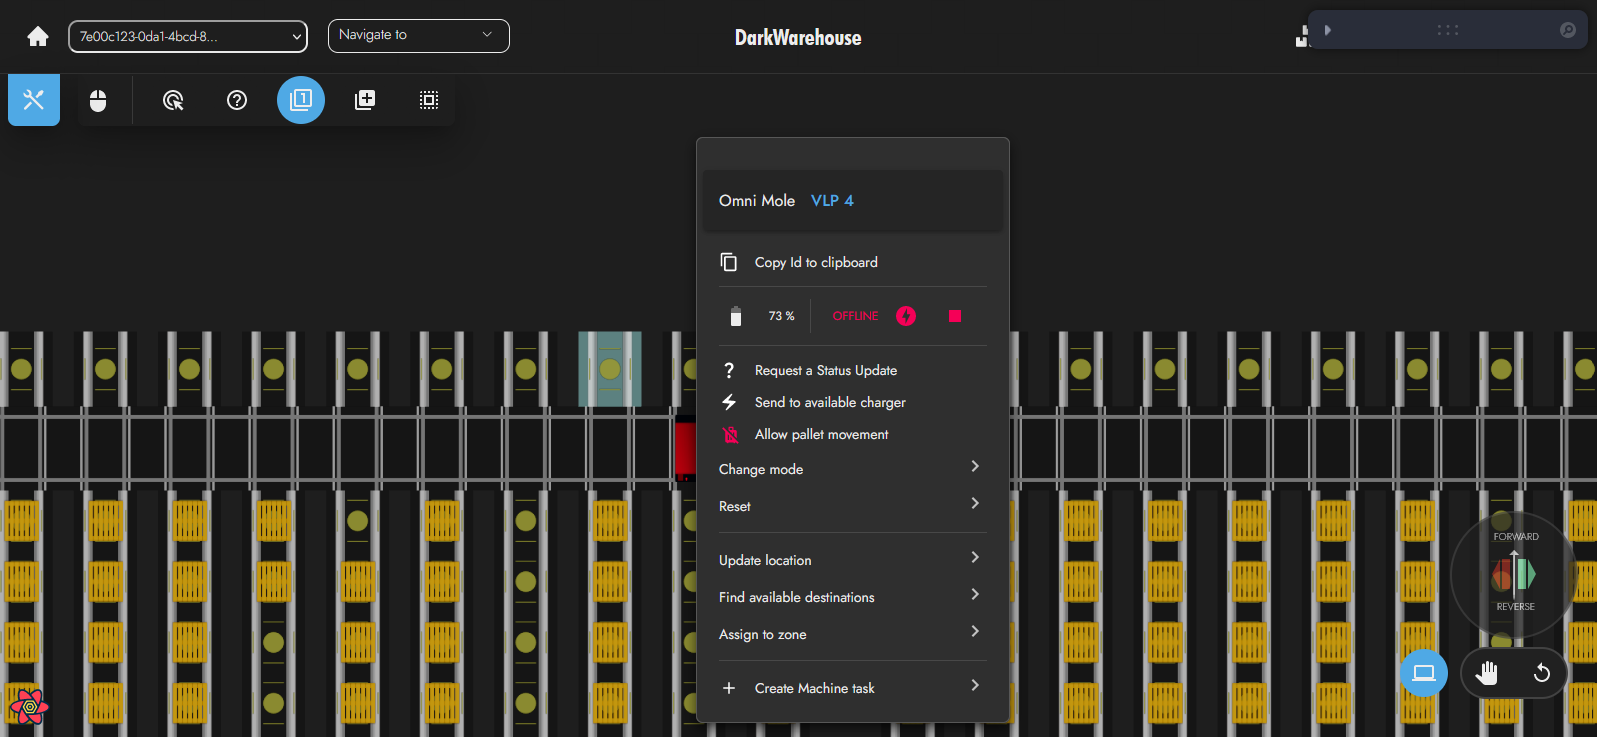 7e00c123-0da1-4bcd-8...
Navigate to
DarkWarehouse
1
Omni Mole VLP 4
Copy Id to clipboard
73 %
OFFLINE
Request a Status Update
Send to available charger
Allow pallet movement
Change mode
Reset
Update location
Find available destinations
Assign to zone
Create Machine task
FORWARD
REVERSE